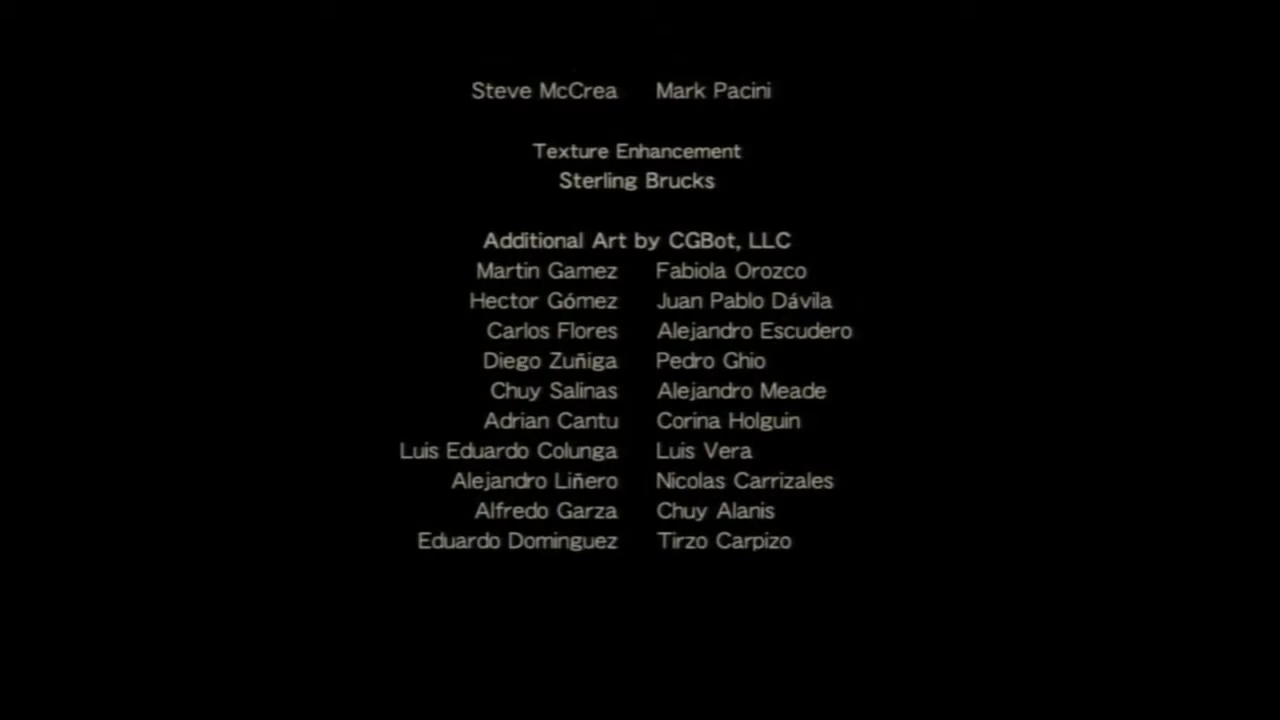 Steve McCrea Mark Pacini
Texture Enhancement
Sterling Brucks
Additional Art by CGBot, LLC
Martin Gamez Fabiola Orozco
Hector Gómez Juan Pablo Dávila
Carlos Flores Alejandro Escudero
Diego Zuñiga Pedro Ghio
Chuy Salinas Alejandro Meade
Adrian Cantu Corina Holguin
Luis Eduardo Colunga Luis Vera
Alejandro Liñero Nicolas Carrizales
Alfredo Garza Chuy Alanis
Eduardo Dominguez Tirzo Carpizo